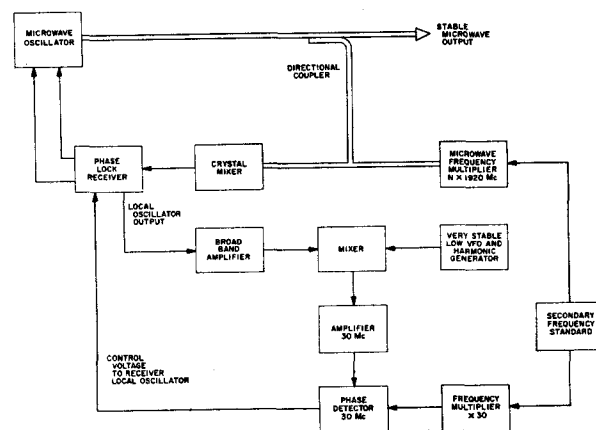 MICROWAVE
OSCILLATOR
STABLE
MICROWAVE
OUTPUT
DIRECTIONAL
COUPLER
PHASE
LOCK
RECEIVER
CRYSTAL
MIXER
MICROWAVE
FREQUENCY
MULTIPLIER
N X 1920 Mc
LOCAL
OSCILLATOR
OUTPUT
BROAD
BAND
AMPLIFIER
MIXER
VERY STABLE
LOW VFO AND
HARMONIC
GENERATOR
AMPLIFIER
30 Mc
SECONDARY
FREQUENCY
STANDARD
CONTROL
VOLTAGE
TO RECEIVER
LOCAL OSCILLATOR
PHASE
DETECTOR
30 Mc
FREQUENCY
MULTIPLIER
X 30